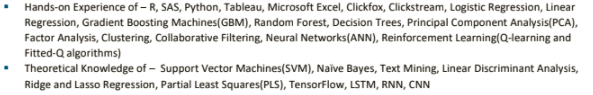 ▪ Hands-on Experience of – R, SAS, Python, Tableau, Microsoft Excel, Clickfox, Clickstream, Logistic Regression, Linear
Regression, Gradient Boosting Machines(GBM), Random Forest, Decision Trees, Principal Component Analysis(PCA),
Factor Analysis, Clustering, Collaborative Filtering, Neural Networks(ANN), Reinforcement Learning(Q-learning and
Fitted-Q algorithms)
▪ Theoretical Knowledge of – Support Vector Machines(SVM), Naïve Bayes, Text Mining, Linear Discriminant Analysis,
Ridge and Lasso Regression, Partial Least Squares(PLS), TensorFlow, LSTM, RNN, CNN